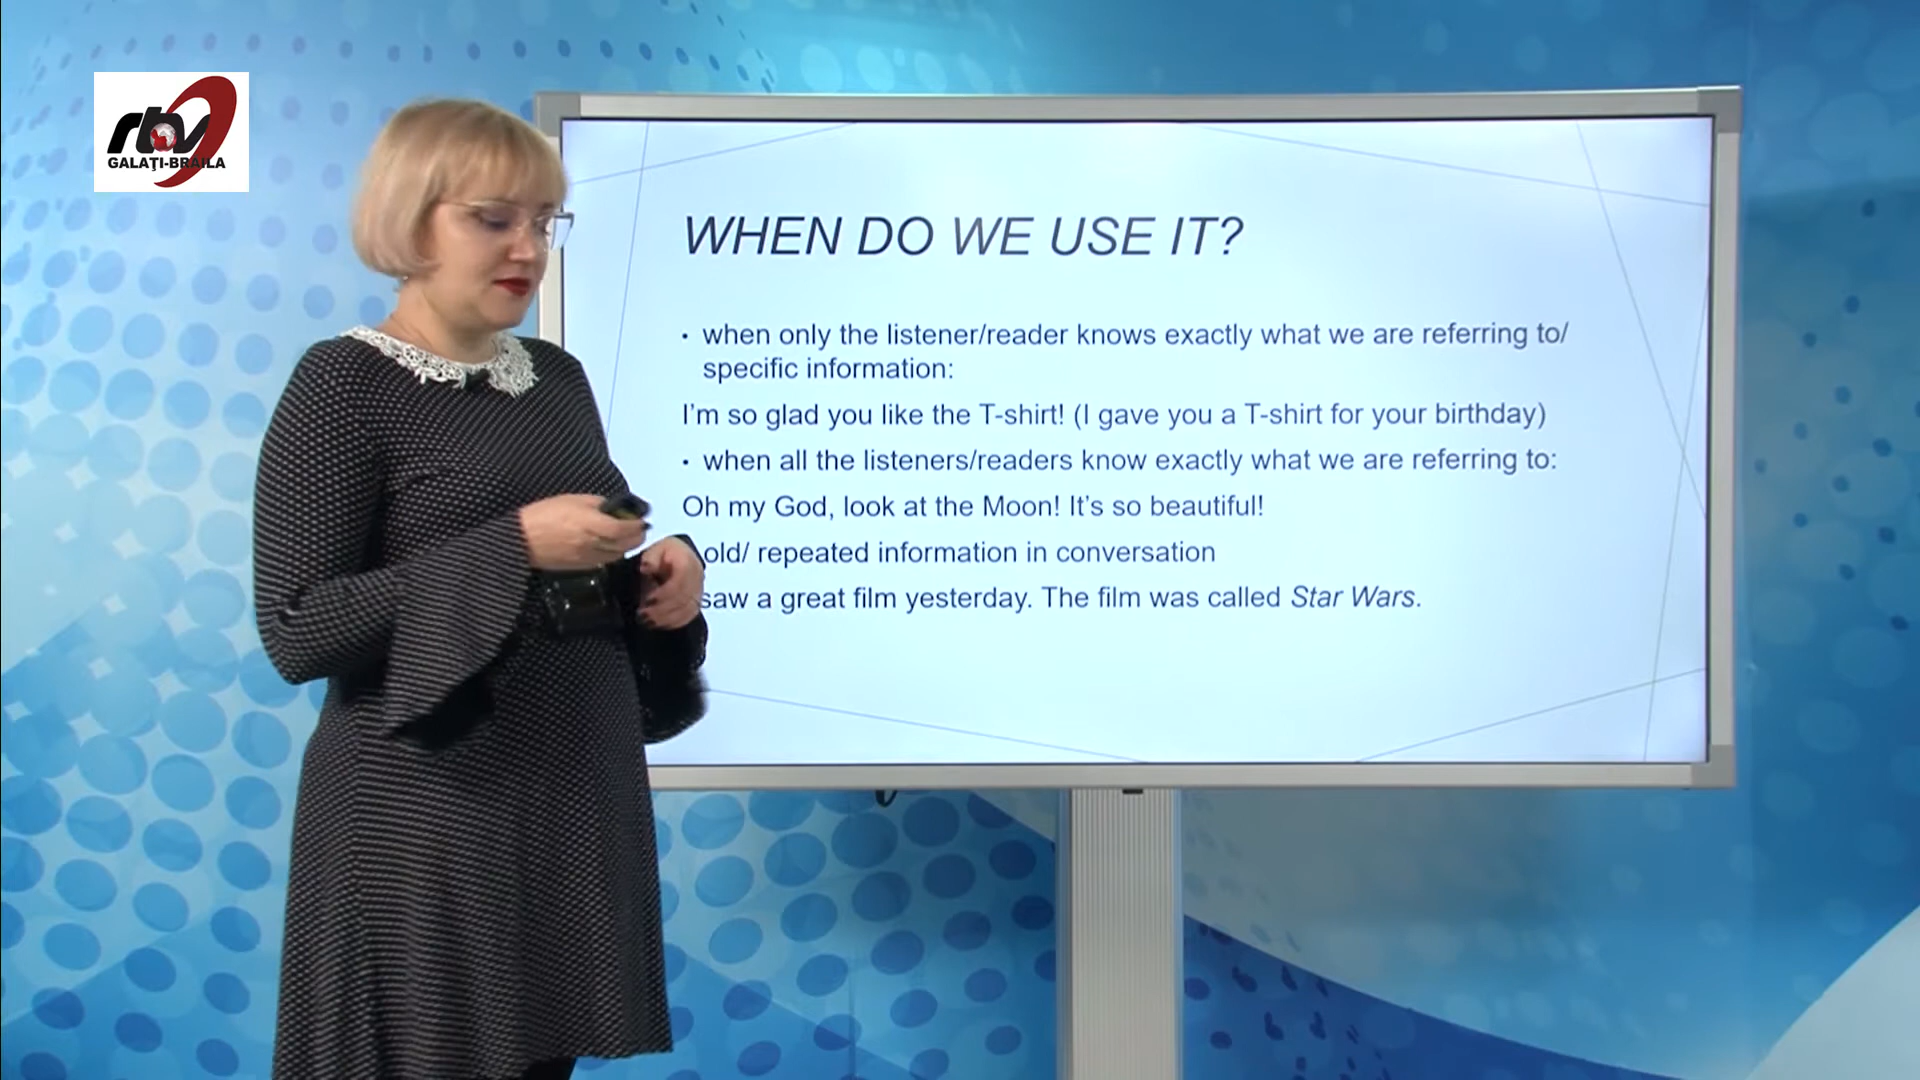 rtv
GALAŢI-BRĂILA
WHEN DO WE USE IT?
• when only the listener/reader knows exactly what we are referring to/
specific information:
I'm so glad you like the T-shirt! (I gave you a T-shirt for your birthday)
• when all the listeners/readers know exactly what we are referring to:
Oh my God, look at the Moon! It's so beautiful!
old/ repeated information in conversation
saw a great film yesterday. The film was called Star Wars.